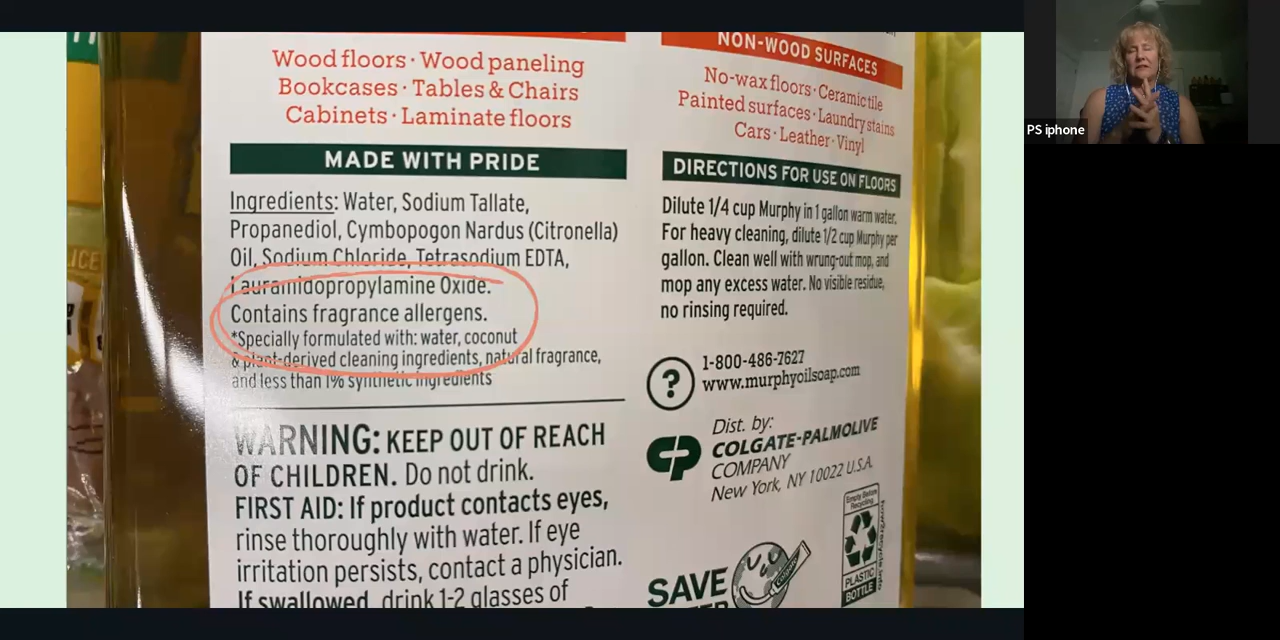 Wood floors · Wood paneling
Bookcases · Tables & Chairs
Cabinets · Laminate floors
MADE WITH PRIDE
Ingredients: Water, Sodium Tallate,
Propanediol, Cymbopogon Nardus (Citronella)
Oil, Sodium Chloride, Tetrasodium EDTA,
Lauramidopropylamine Oxide.
Contains fragrance allergens.
*Specially formulated with: water, coconut
& plant-derived cleaning ingredients, natural fragrance,
and less than 1% synthetic ingredients
WARNING: KEEP OUT OF REACH
OF CHILDREN. Do not drink.
FIRST AID: If product contacts eyes,
rinse thoroughly with water. If eye
irritation persists, contact a physician.
If swallowed, drink 1-2 glasses of
NON-WOOD SURFACES
No-wax floors · Ceramic tile
Painted surfaces · Laundry stains
Cars · Leather · Vinyl
DIRECTIONS FOR USE ON FLOORS
Dilute 1/4 cup Murphy in 1 gallon warm water.
For heavy cleaning, dilute 1/2 cup Murphy per
gallon. Clean well with wrung-out mop, and
mop any excess water. No visible residue,
no rinsing required.
?
1-800-486-7627
www.murphyoilsoap.com
CP
Dist. by:
COLGATE-PALMOLIVE
COMPANY
New York, NY 10022 U.S.A.
SAVE
Empty Before
Recycling
PLASTIC
BOTTLE
how2recycle.info
PS iphone